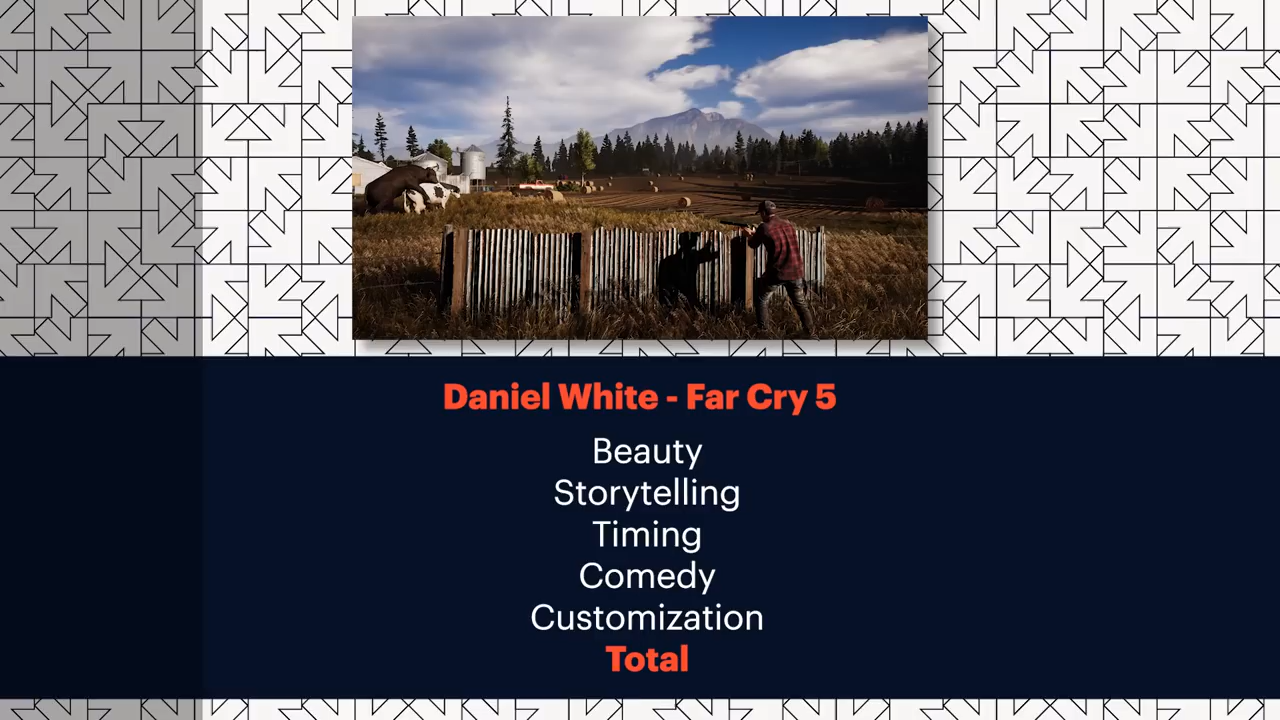 Daniel White - Far Cry 5
Beauty
Storytelling
Timing
Comedy
Customization
Total